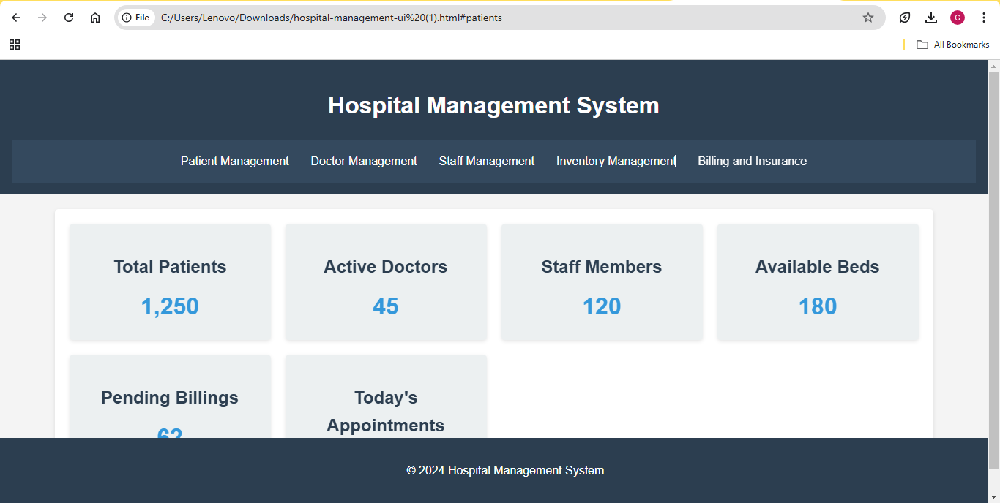 File C:/Users/Lenovo/Downloads/hospital-management-ui%20(1).html#patients
G
All Bookmarks
Hospital Management System
Patient Management Doctor Management Staff Management Inventory Management Billing and Insurance
Total Patients
1,250
Active Doctors
45
Staff Members
120
Available Beds
180
Pending Billings
62
Today's
Appointments
© 2024 Hospital Management System